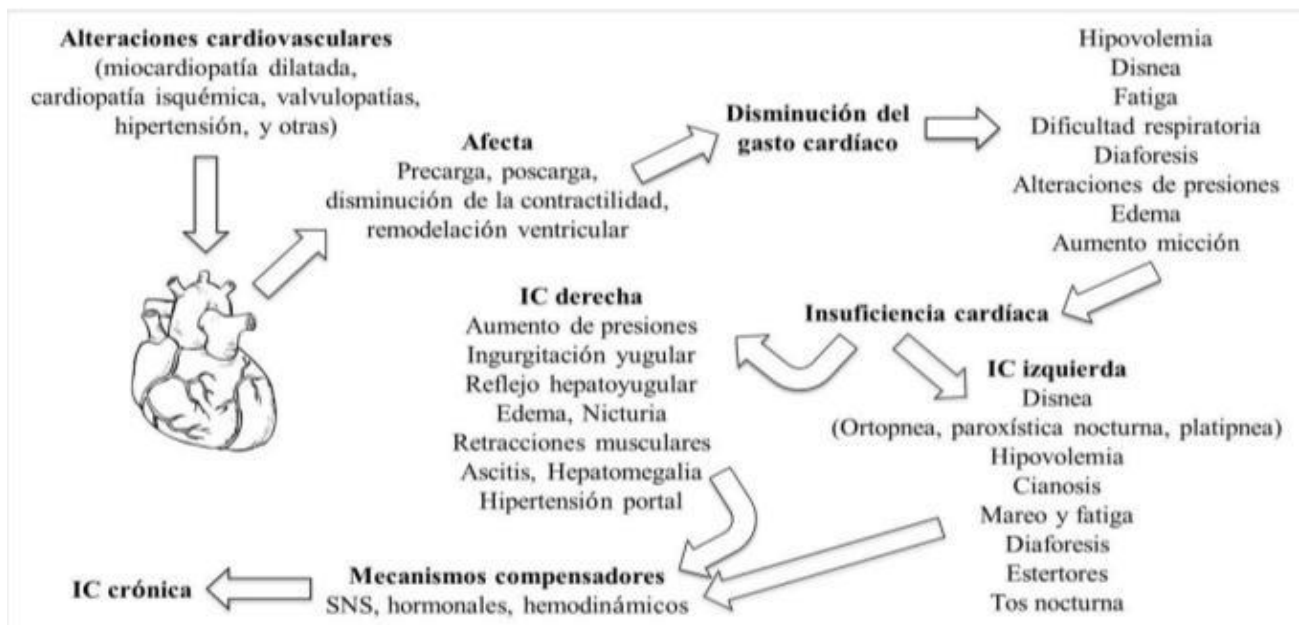 Alteraciones cardiovasculares
(miocardiopatía dilatada,
cardiopatía isquémica, valvulopatías,
hipertensión, y otras)
Afecta
Precarga, poscarga,
disminución de la contractilidad,
remodelación ventricular
Disminución del
gasto cardíaco
Hipovolemia
Disnea
Fatiga
Dificultad respiratoria
Diaforesis
Alteraciones de presiones
Edema
Aumento micción
Insuficiencia cardíaca
IC derecha
Aumento de presiones
Ingurgitación yugular
Reflejo hepatoyugular
Edema, Nicturia
Retracciones musculares
Ascitis, Hepatomegalia
Hipertensión portal
IC izquierda
Disnea
(Ortopnea, paroxística nocturna, platipnea)
Hipovolemia
Cianosis
Mareo y fatiga
Diaforesis
Estertores
Tos nocturna
Mecanismos compensadores
SNS, hormonales, hemodinámicos
IC crónica